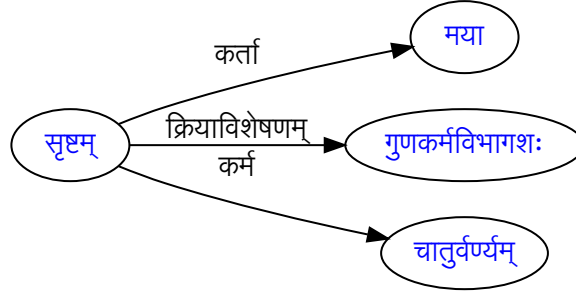 मया
कर्ता
सृष्टम्
क्रियाविशेषणम्
गुणकर्मविभागशः
कर्म
चातुर्वर्ण्यम्